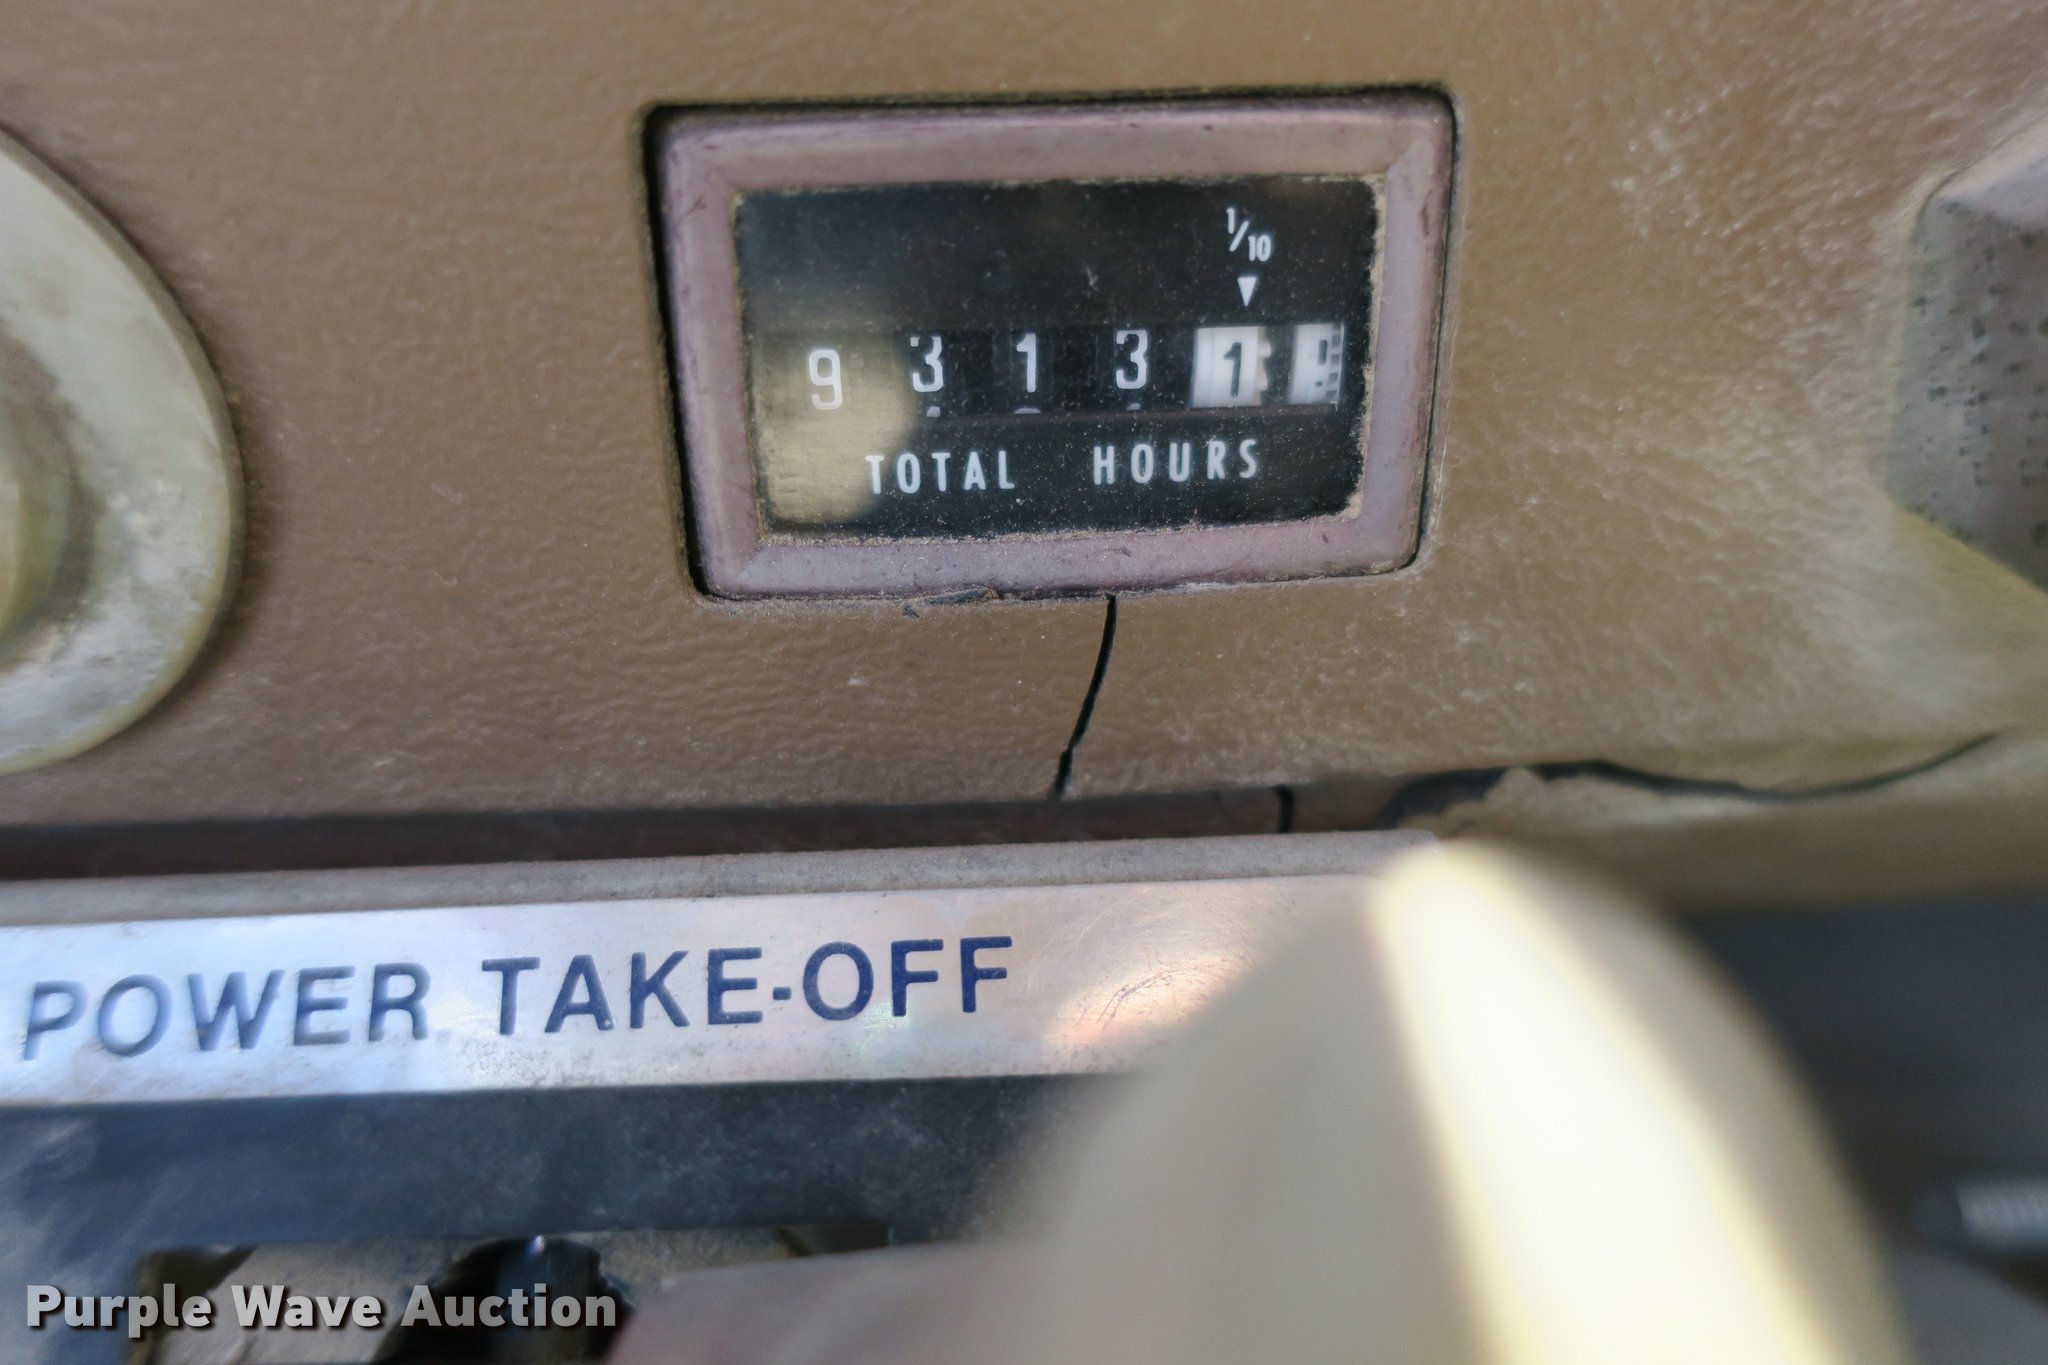 1/10
9 3 1 3 1
TOTAL HOURS
POWER TAKE-OFF
Purple Wave Auction